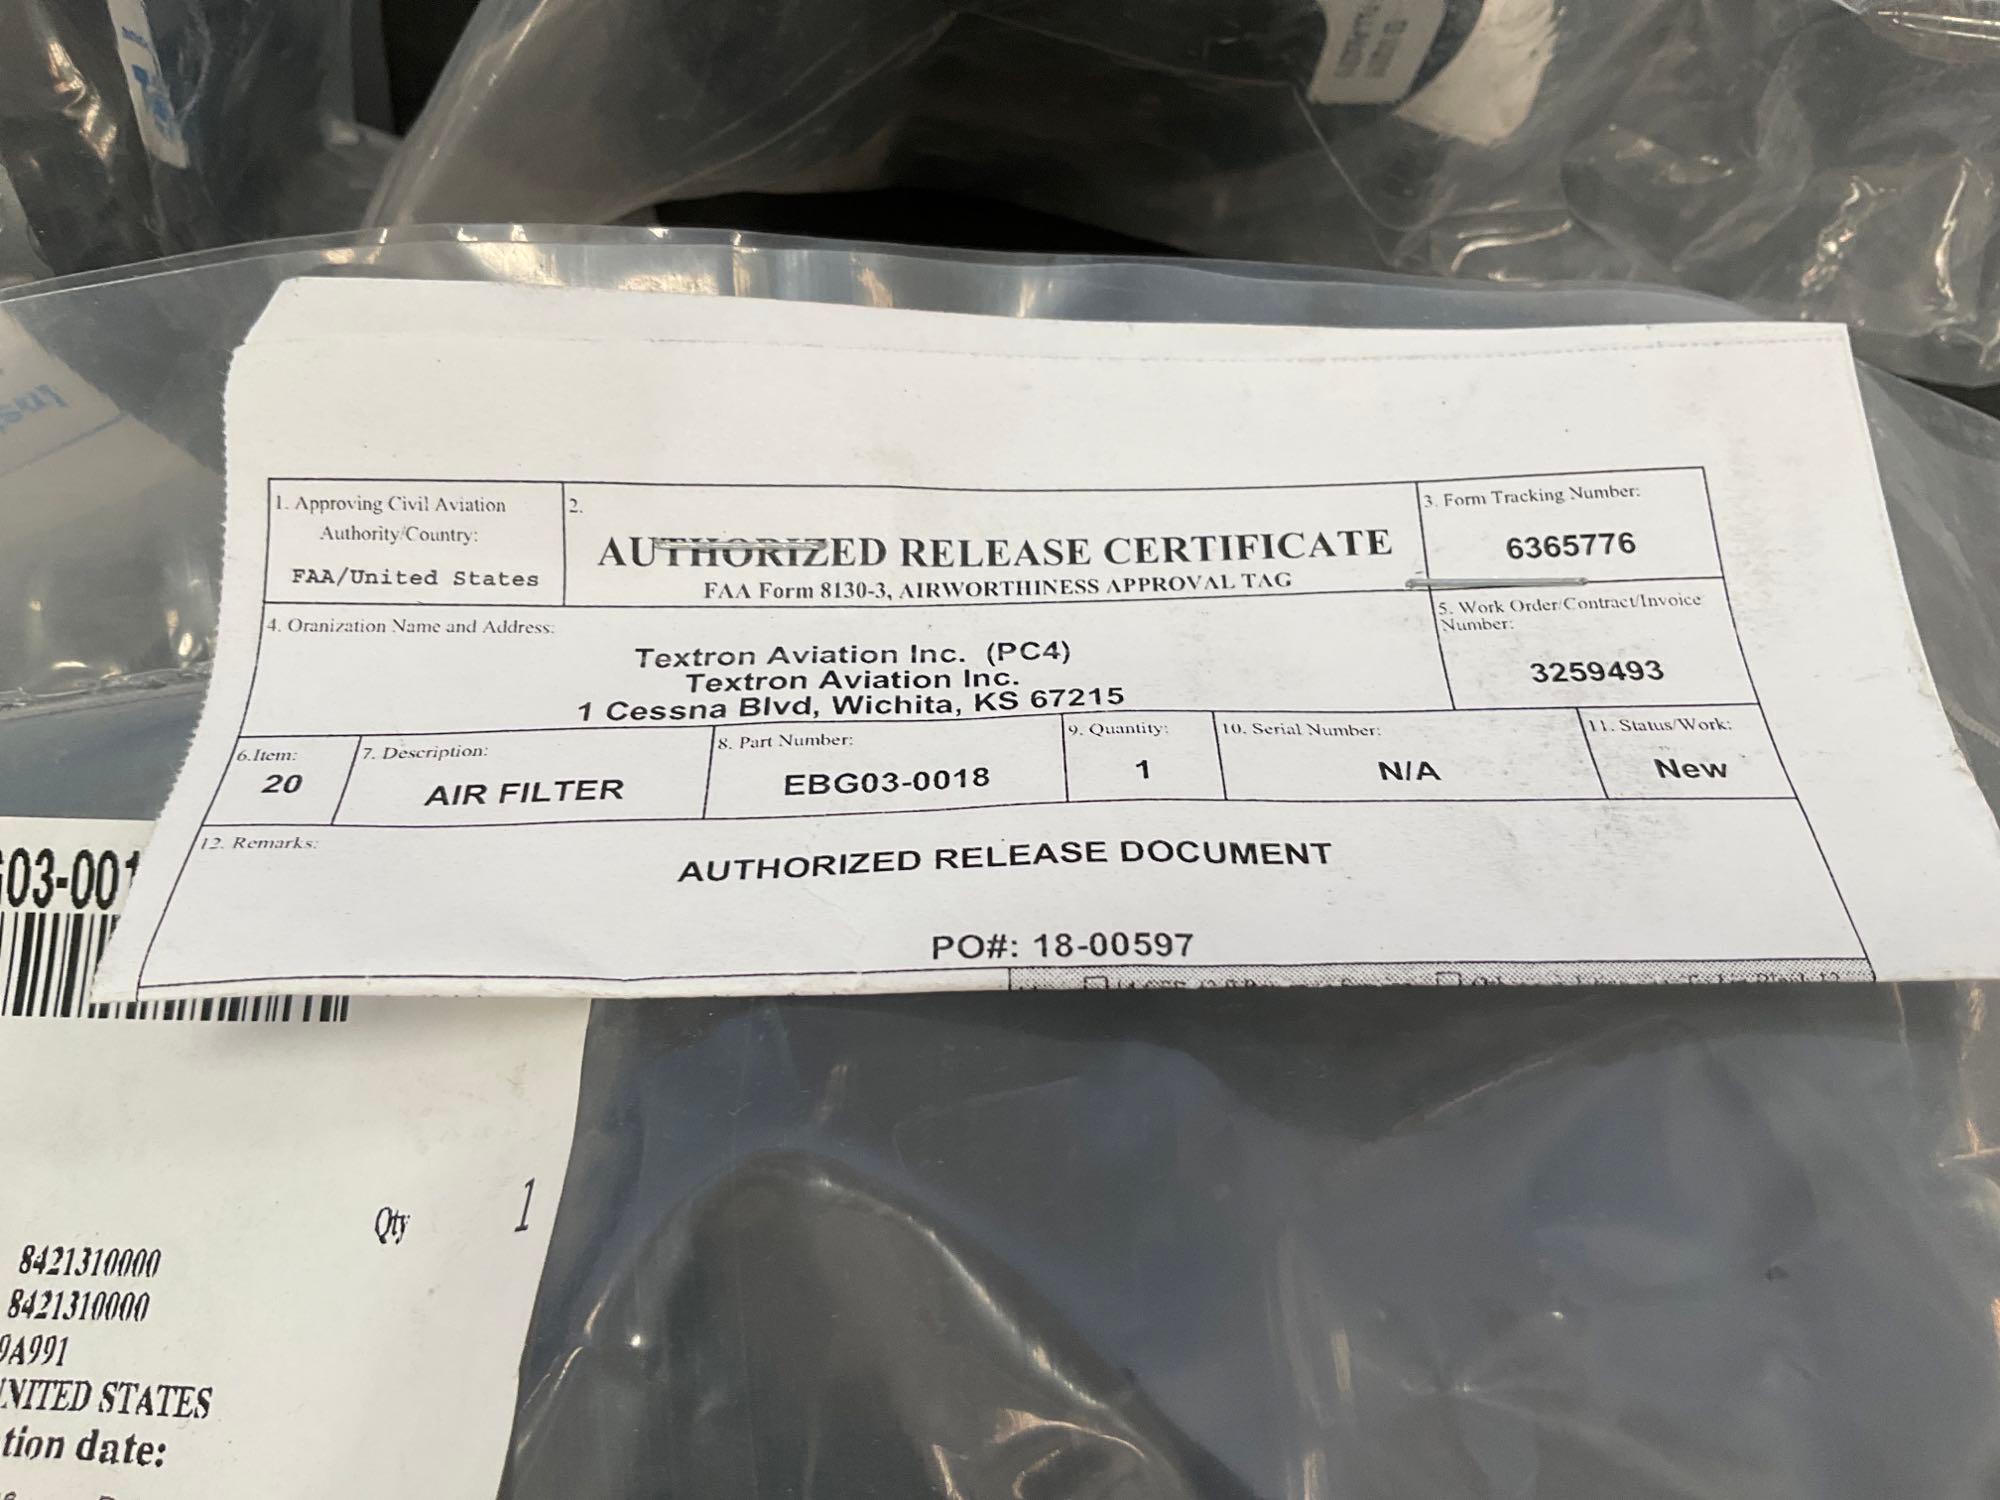 1. Approving Civil Aviation
Authority/Country:
FAA/United States
2.
AUTHORIZED RELEASE CERTIFICATE
FAA Form 8130-3, AIRWORTHINESS APPROVAL TAG
3. Form Tracking Number:
6365776
4. Oranization Name and Address:
Textron Aviation Inc. (PC4)
Textron Aviation Inc.
1 Cessna Blvd, Wichita, KS 67215
5. Work Order/Contract/Invoice
Number:
3259493
6.Item:
20
7. Description:
AIR FILTER
8. Part Number:
EBG03-0018
9. Quantity:
1
10. Serial Number:
N/A
11. Status/Work:
New
12. Remarks:
AUTHORIZED RELEASE DOCUMENT
PO#: 18-00597
03-001
Qty 1
8421310000
8421310000
9A991
UNITED STATES
tion date: